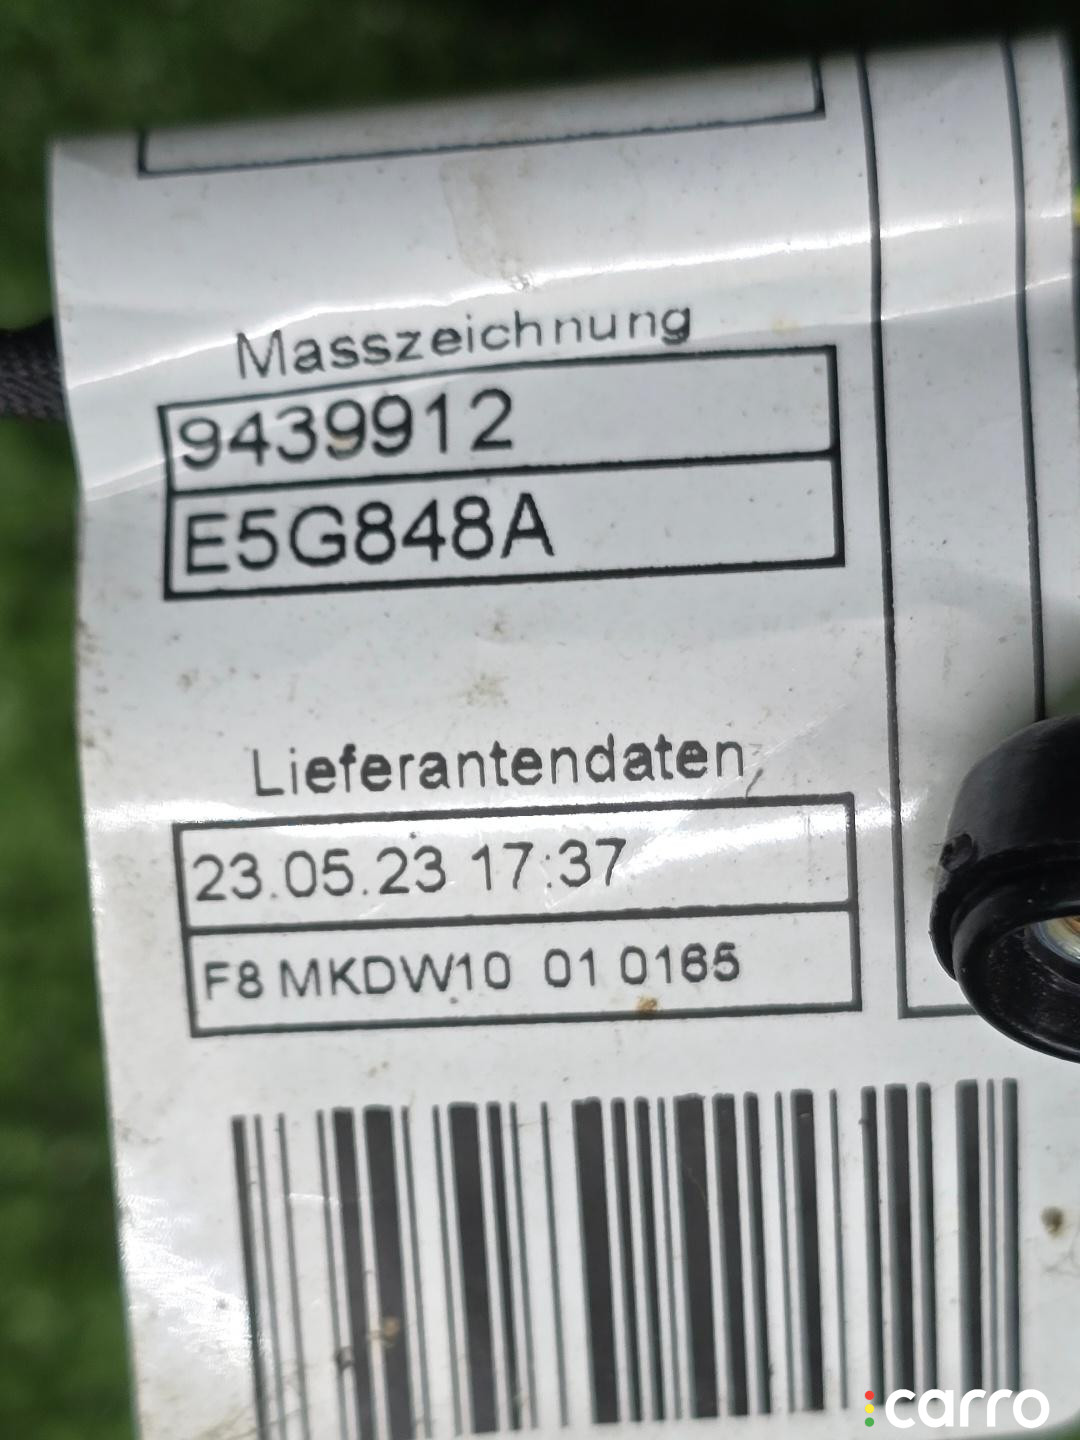 Masszeichnung
9439912
E5G848A
Lieferantendaten
23.05.23 17:37
F8 MKDW10 01 0165
carro